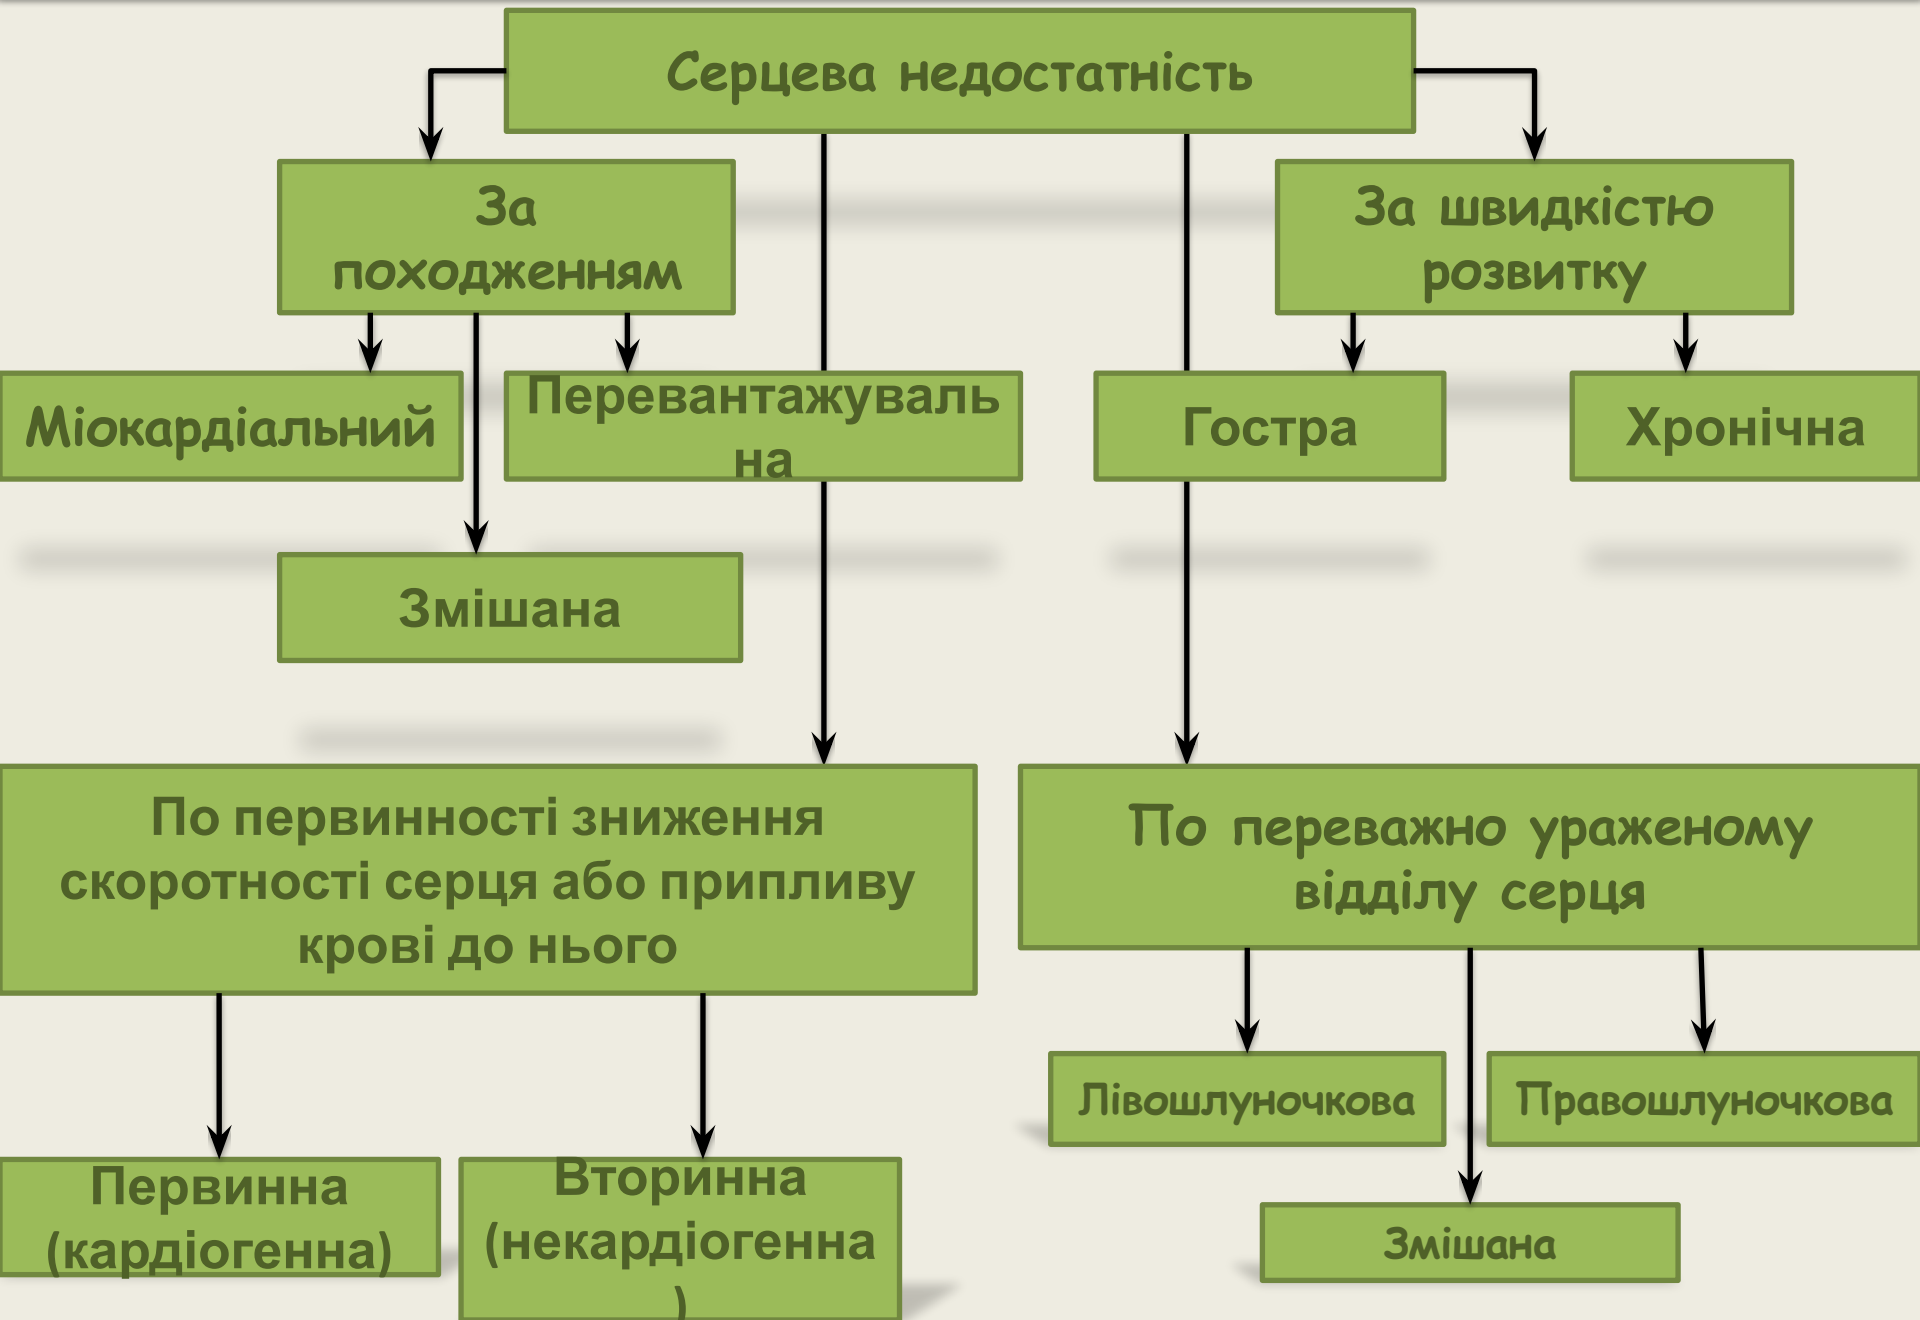 Серцева недостатність
За
походженням
За швидкістю
розвитку
Міокардіальний
Перевантажуваль
на
Гостра
Хронічна
Змішана
По первинності зниження
скоротності серця або припливу
крові до нього
По переважно ураженому
відділу серця
Лівошлуночкова
Правошлуночкова
Первинна
(кардіогенна)
Вторинна
(некардіогенна
)
Змішана